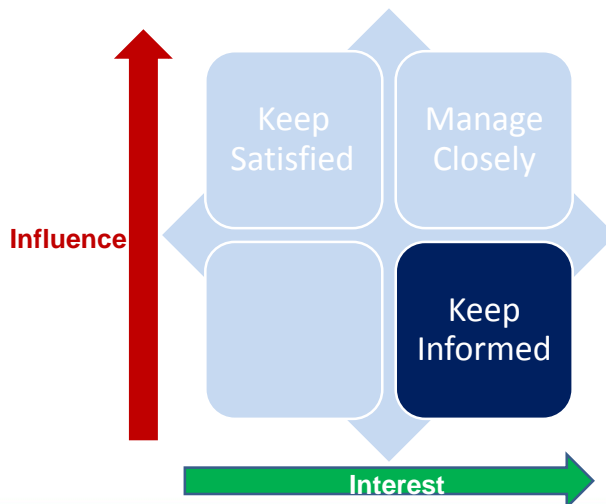 Keep
Satisfied
Manage
Closely
Influence
Keep
Informed
Interest